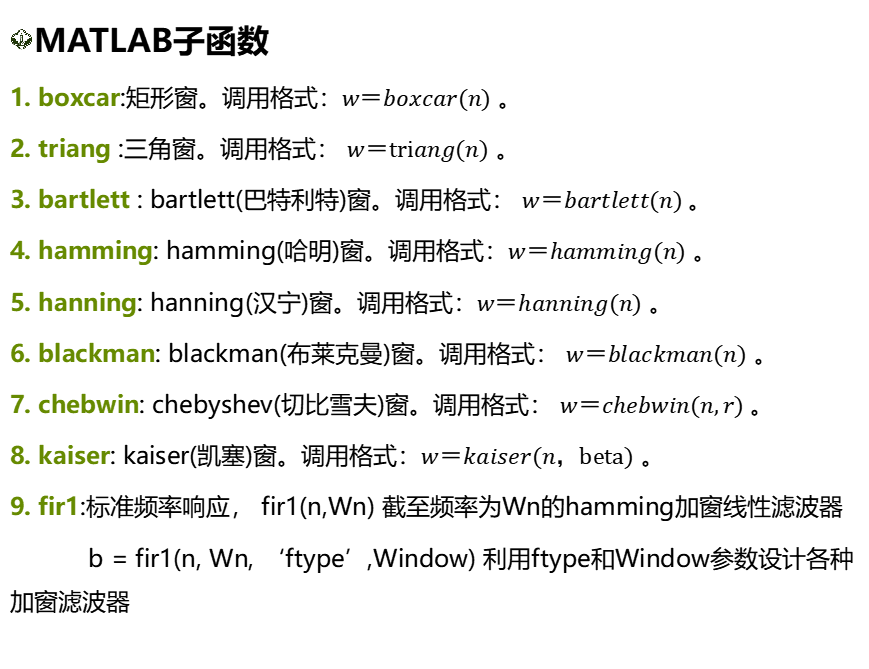 MATLAB子函数
1. boxcar:矩形窗。调用格式：w＝boxcar(n) 。
2. triang :三角窗。调用格式： w＝triang(n) 。
3. bartlett : bartlett(巴特利特)窗。调用格式： w＝bartlett(n) 。
4. hamming: hamming(哈明)窗。调用格式：w＝hamming(n) 。
5. hanning: hanning(汉宁)窗。调用格式：w＝hanning(n) 。
6. blackman: blackman(布莱克曼)窗。调用格式： w＝blackman(n) 。
7. chebwin: chebyshev(切比雪夫)窗。调用格式： w＝chebwin(n,r) 。
8. kaiser: kaiser(凯塞)窗。调用格式：w＝kaiser(n，beta) 。
9. fir1:标准频率响应， fir1(n,Wn) 截至频率为Wn的hamming加窗线性滤波器
b = fir1(n, Wn, ‘ftype’,Window) 利用ftype和Window参数设计各种
加窗滤波器